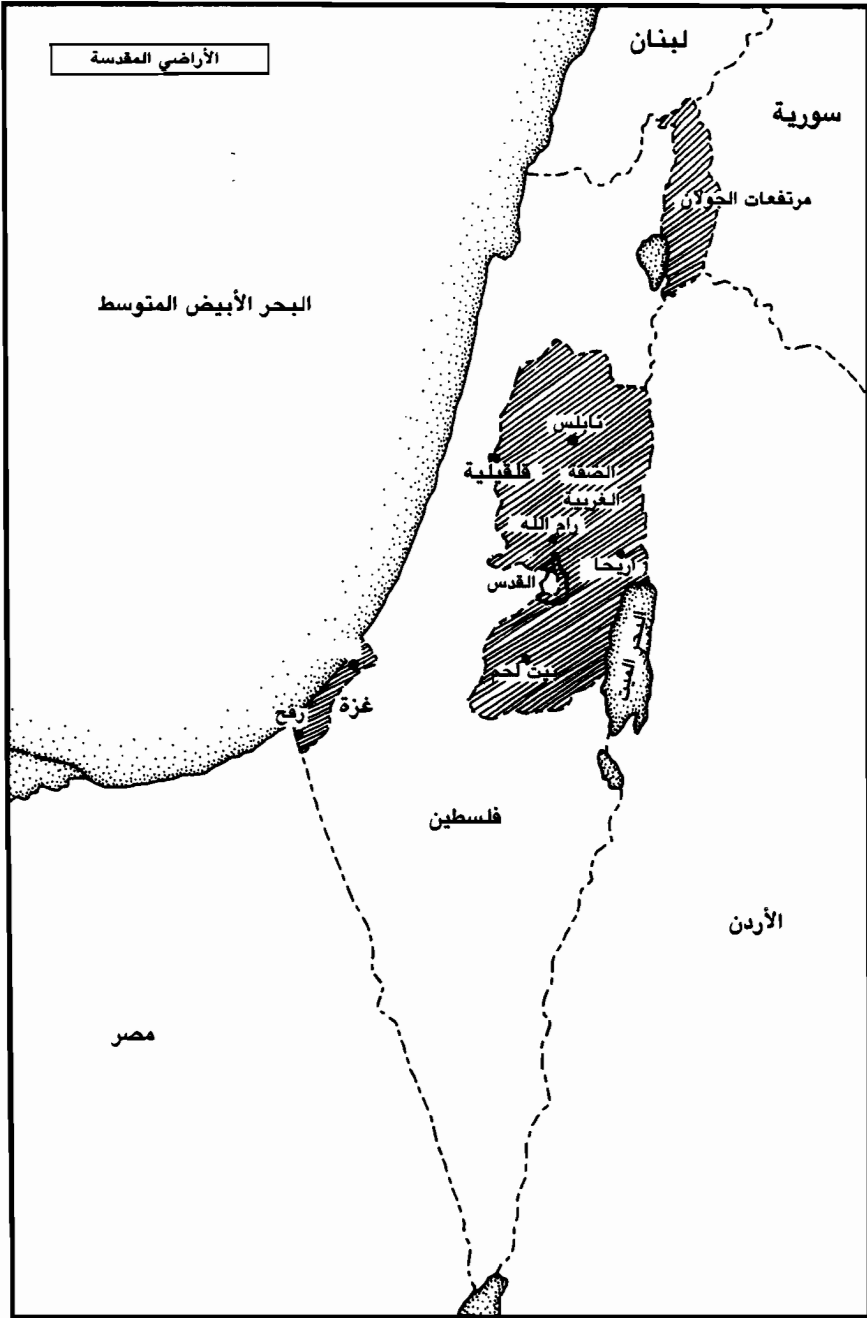 الأراضي المقدسة
لبنان
سورية
مرتفعات الجولان
البحر الأبيض المتوسط
نابلس
قلقيلية
الضفة
الغربية
رام الله
أريحا
القدس
البحر الميت
بيت لحم
غزة
رفح
فلسطين
الأردن
مصر